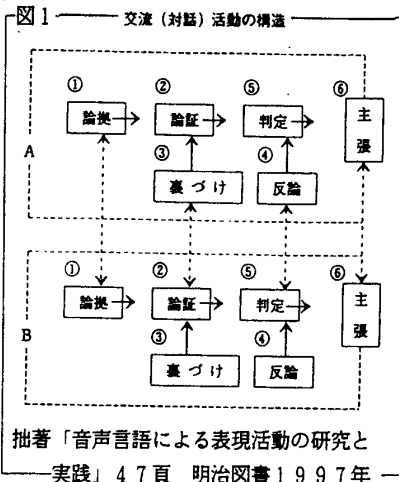 図1 交流（対話）活動の構造
① ② ⑤ ⑥
論拠 論証 判定 主張
③ ④
A
裏づけ 反論
① ② ⑤ ⑥
論拠 論証 判定 主張
B
③ ④
裏づけ 反論
拙著「音声言語による表現活動の研究と
実践」47頁 明治図書1997年